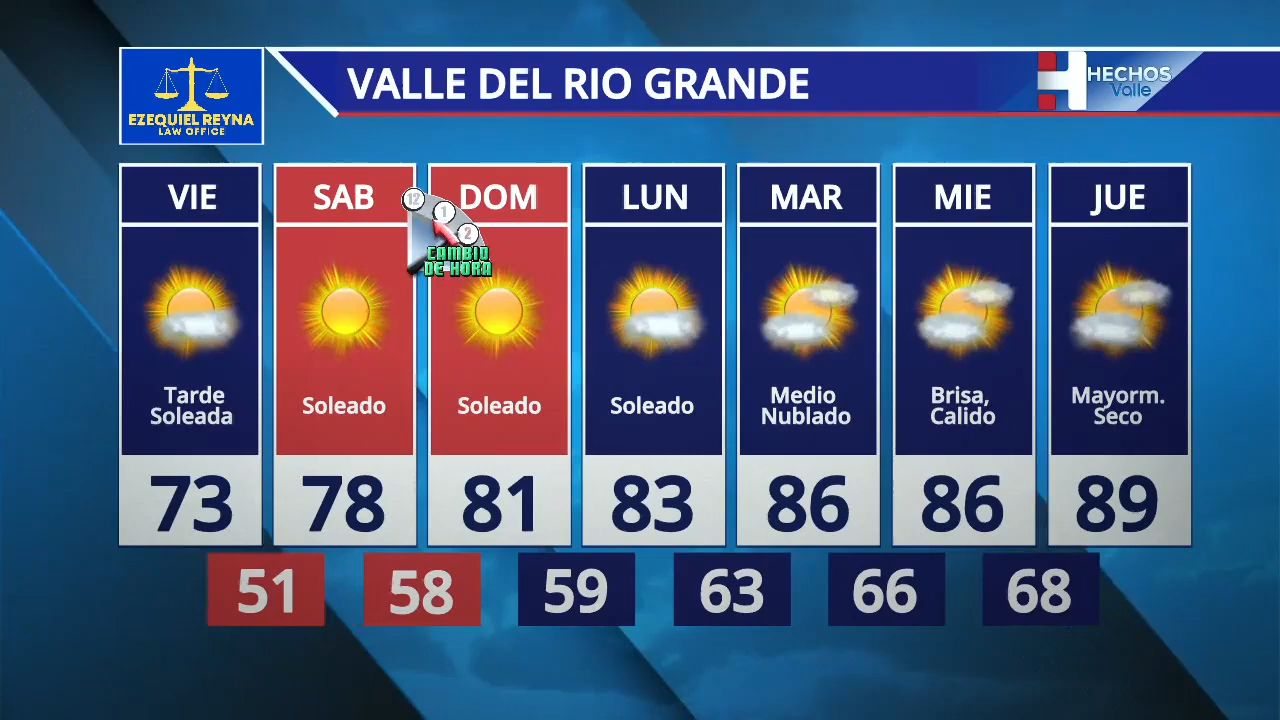 EZEQUIEL REYNA
LAW OFFICE
VALLE DEL RIO GRANDE
HECHOS
Valle
VIE
SAB
DOM
LUN
MAR
MIE
JUE
12
1
2
CAMBIO
DE HORA
Tarde
Soleada
Soleado
Soleado
Soleado
Medio
Nublado
Brisa,
Calido
Mayorm.
Seco
73
78
81
83
86
86
89
51
58
59
63
66
68